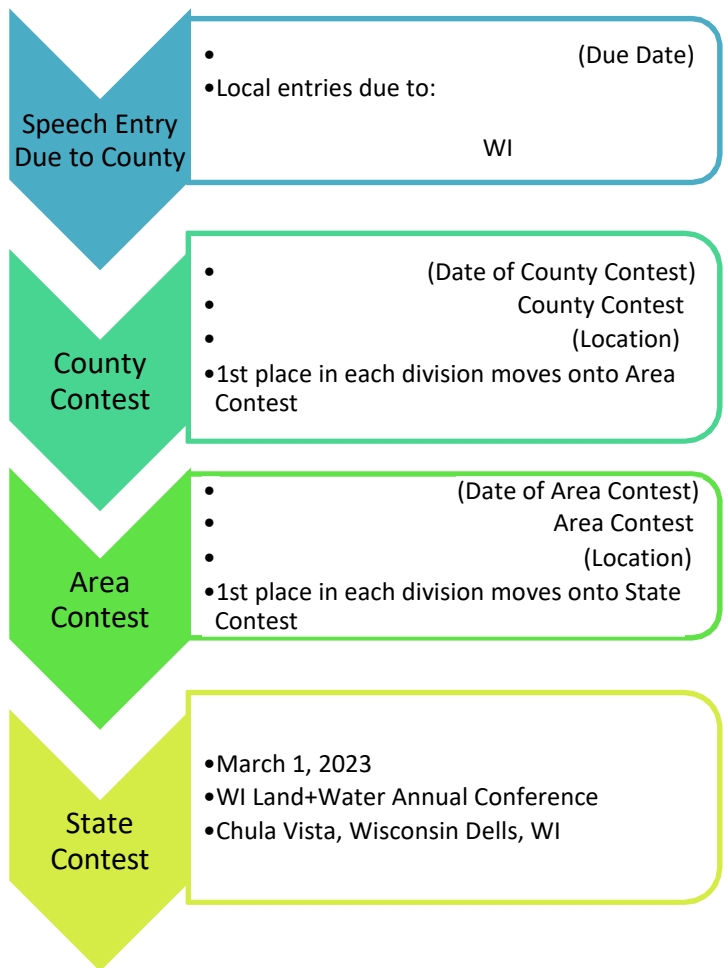 Speech Entry
Due to County
• (Due Date)
•Local entries due to:
WI
County
Contest
• (Date of County Contest)
• County Contest
• (Location)
•1st place in each division moves onto Area
Contest
Area
Contest
• (Date of Area Contest)
• Area Contest
• (Location)
•1st place in each division moves onto State
Contest
State
Contest
•March 1, 2023
•WI Land+Water Annual Conference
•Chula Vista, Wisconsin Dells, WI